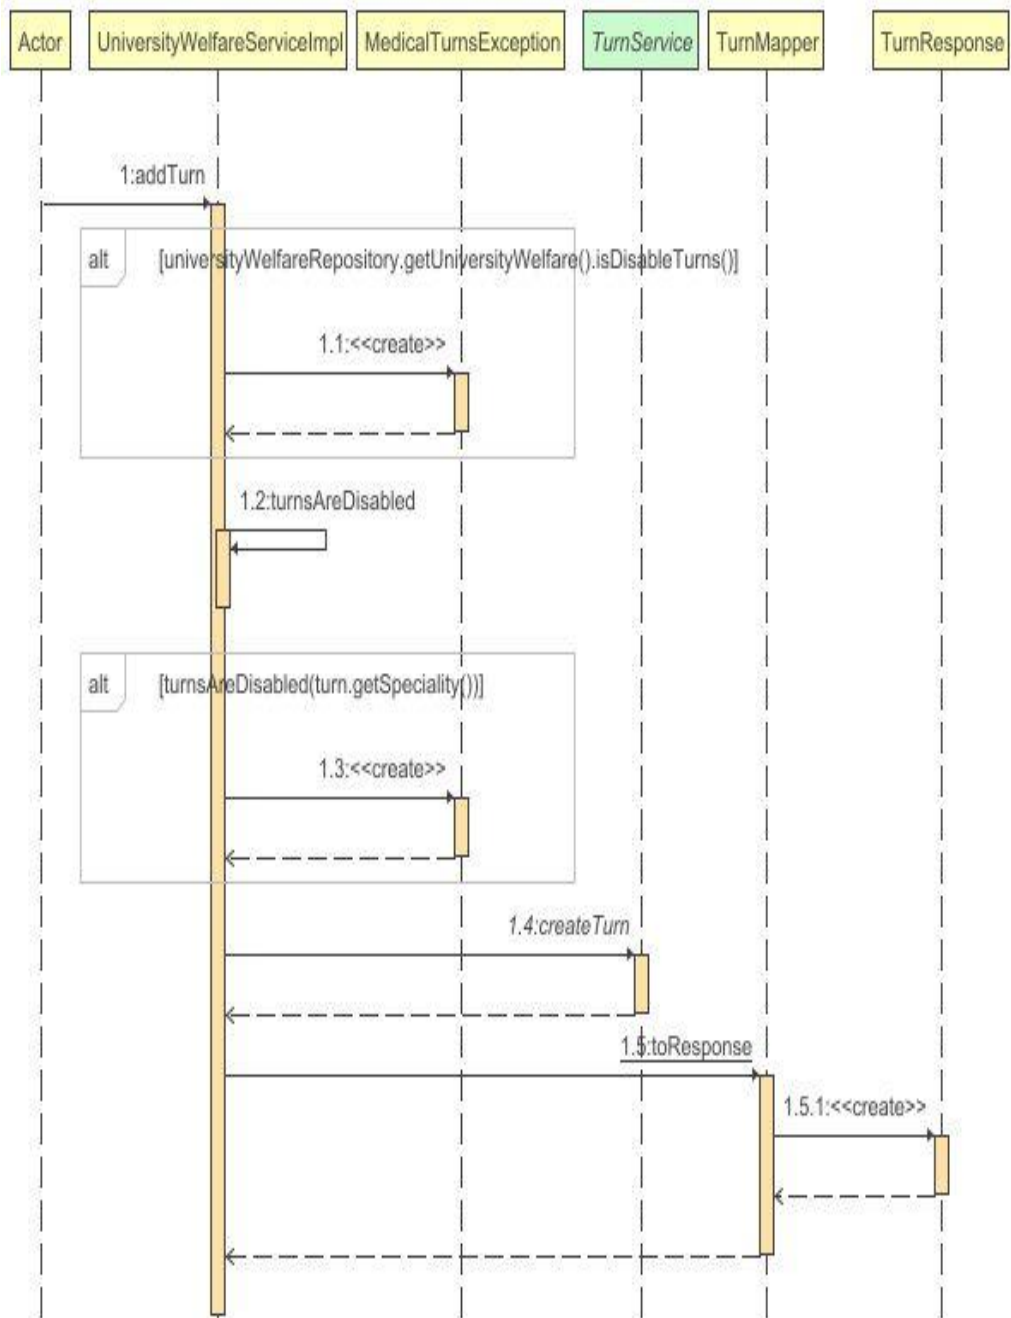 Actor UniversityWelfareServiceImpl MedicalTurnsException TurnService TurnMapper TurnResponse
1:addTurn
alt [universityWelfareRepository.getUniversityWelfare().isDisableTurns()]
1.1:<<create>>
1.2:turnsAreDisabled
alt [turnsAreDisabled(turn.getSpeciality())]
1.3:<<create>>
1.4:createTurn
1.5:toResponse
1.5.1:<<create>>